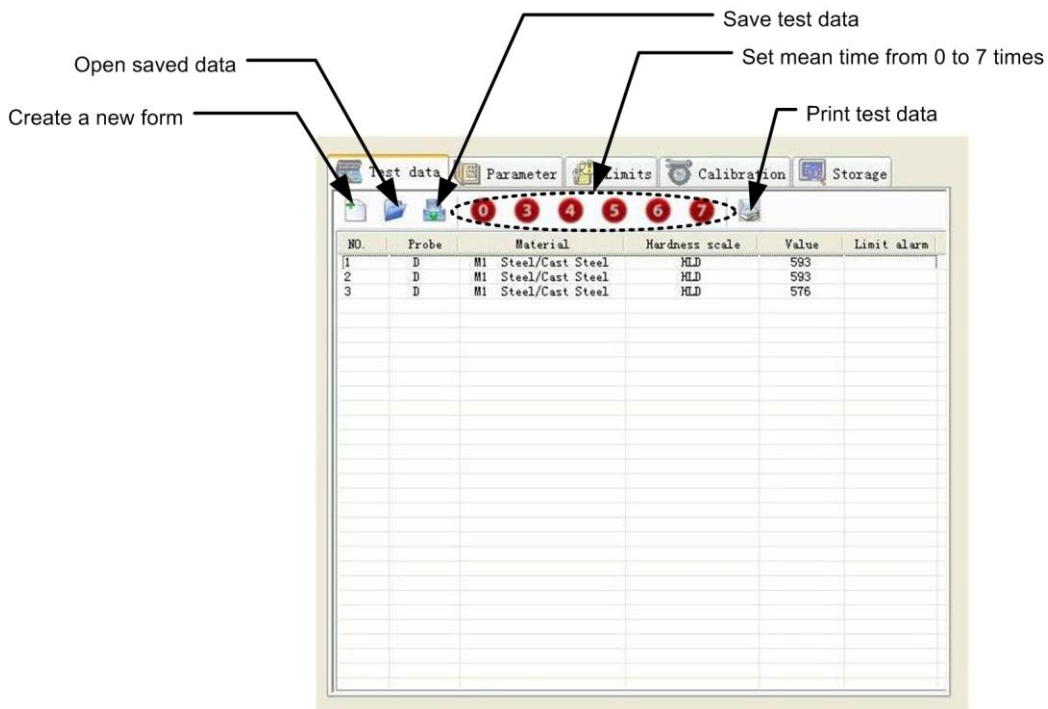 Save test data
Set mean time from 0 to 7 times
Open saved data
Print test data
Create a new form
Test data Parameter Limits Calibration Storage
0 3 4 5 6 7
NO. Probe Material Hardness scale Value Limit alarm
1 D M1 Steel/Cast Steel HLD 593
2 D M1 Steel/Cast Steel HLD 593
3 D M1 Steel/Cast Steel HLD 576